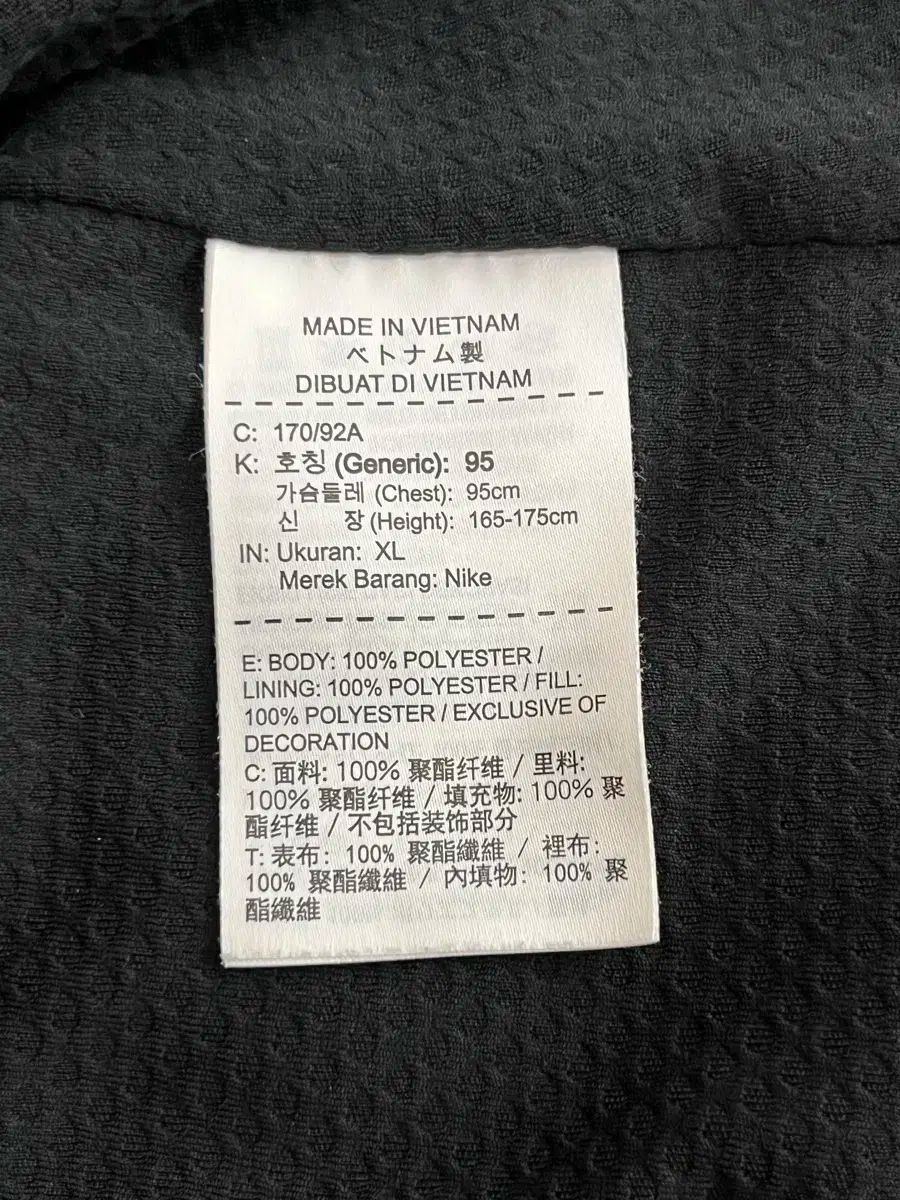 MADE IN VIETNAM
ベトナム製
DIBUAT DI VIETNAM
C: 170/92A
K: 호칭 (Generic): 95
가슴둘레 (Chest): 95cm
신 장 (Height): 165-175cm
IN: Ukuran: XL
Merek Barang: Nike
E: BODY: 100% POLYESTER /
LINING: 100% POLYESTER / FILL:
100% POLYESTER / EXCLUSIVE OF
DECORATION
C: 面料: 100% 聚酯纤维 / 里料:
100% 聚酯纤维 / 填充物: 100% 聚
酯纤维 / 不包括装饰部分
T: 表布: 100% 聚酯纖維 / 裡布:
100% 聚酯纖維 / 內填物: 100% 聚
酯纖維